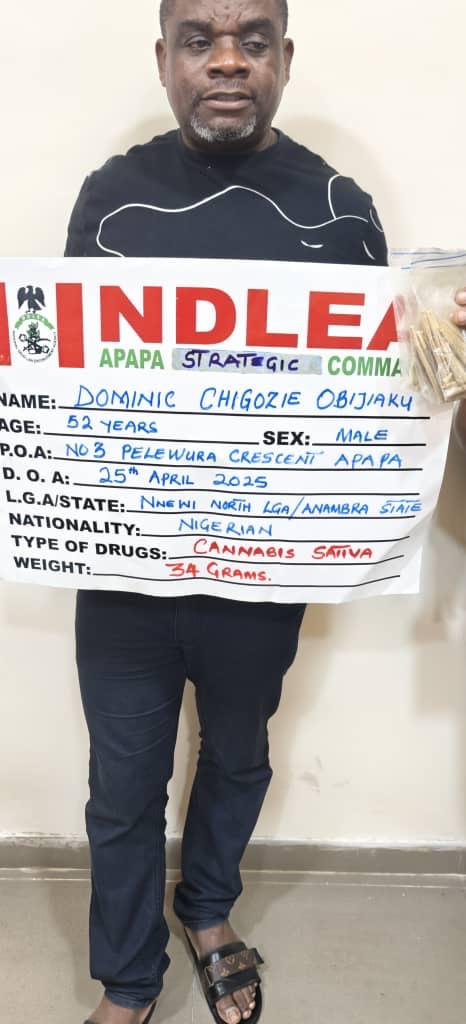 NDLEA
APAPA STRATEGIC COMMA
NAME: DOMINIC CHIGOZIE OBIJIAKU
AGE: 52 YEARS SEX: MALE
P.O.A: NO 3 PELEWURA CRESCENT APAPA
D. O. A: 25th APRIL 2025
L.G.A/STATE: NNEWI NORTH LGA/ANAMBRA STATE
NATIONALITY: NIGERIAN
TYPE OF DRUGS: CANNABIS SATIVA
WEIGHT: 34 GRAMS.